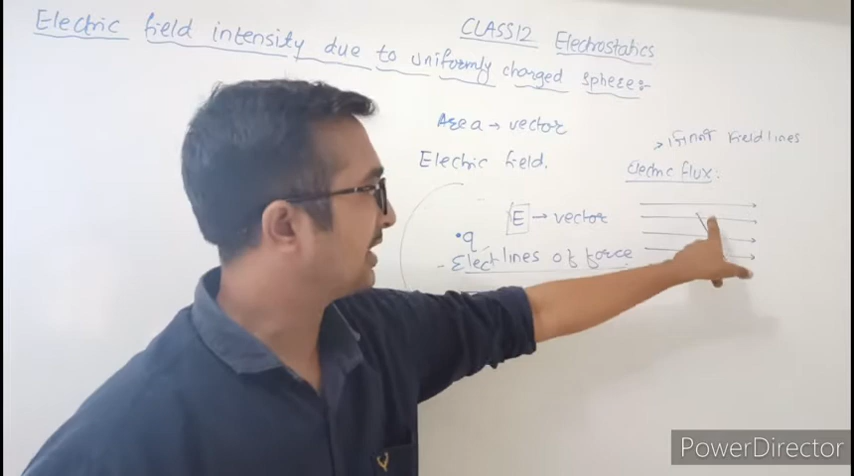 Electric field intensity due to uniformly charged sphere:-
CLASS12 Electrostatics
Area → vector
Electric field.
E → vector
•q
- Elect lines of force
Field lines
Electric flux:
PowerDirector